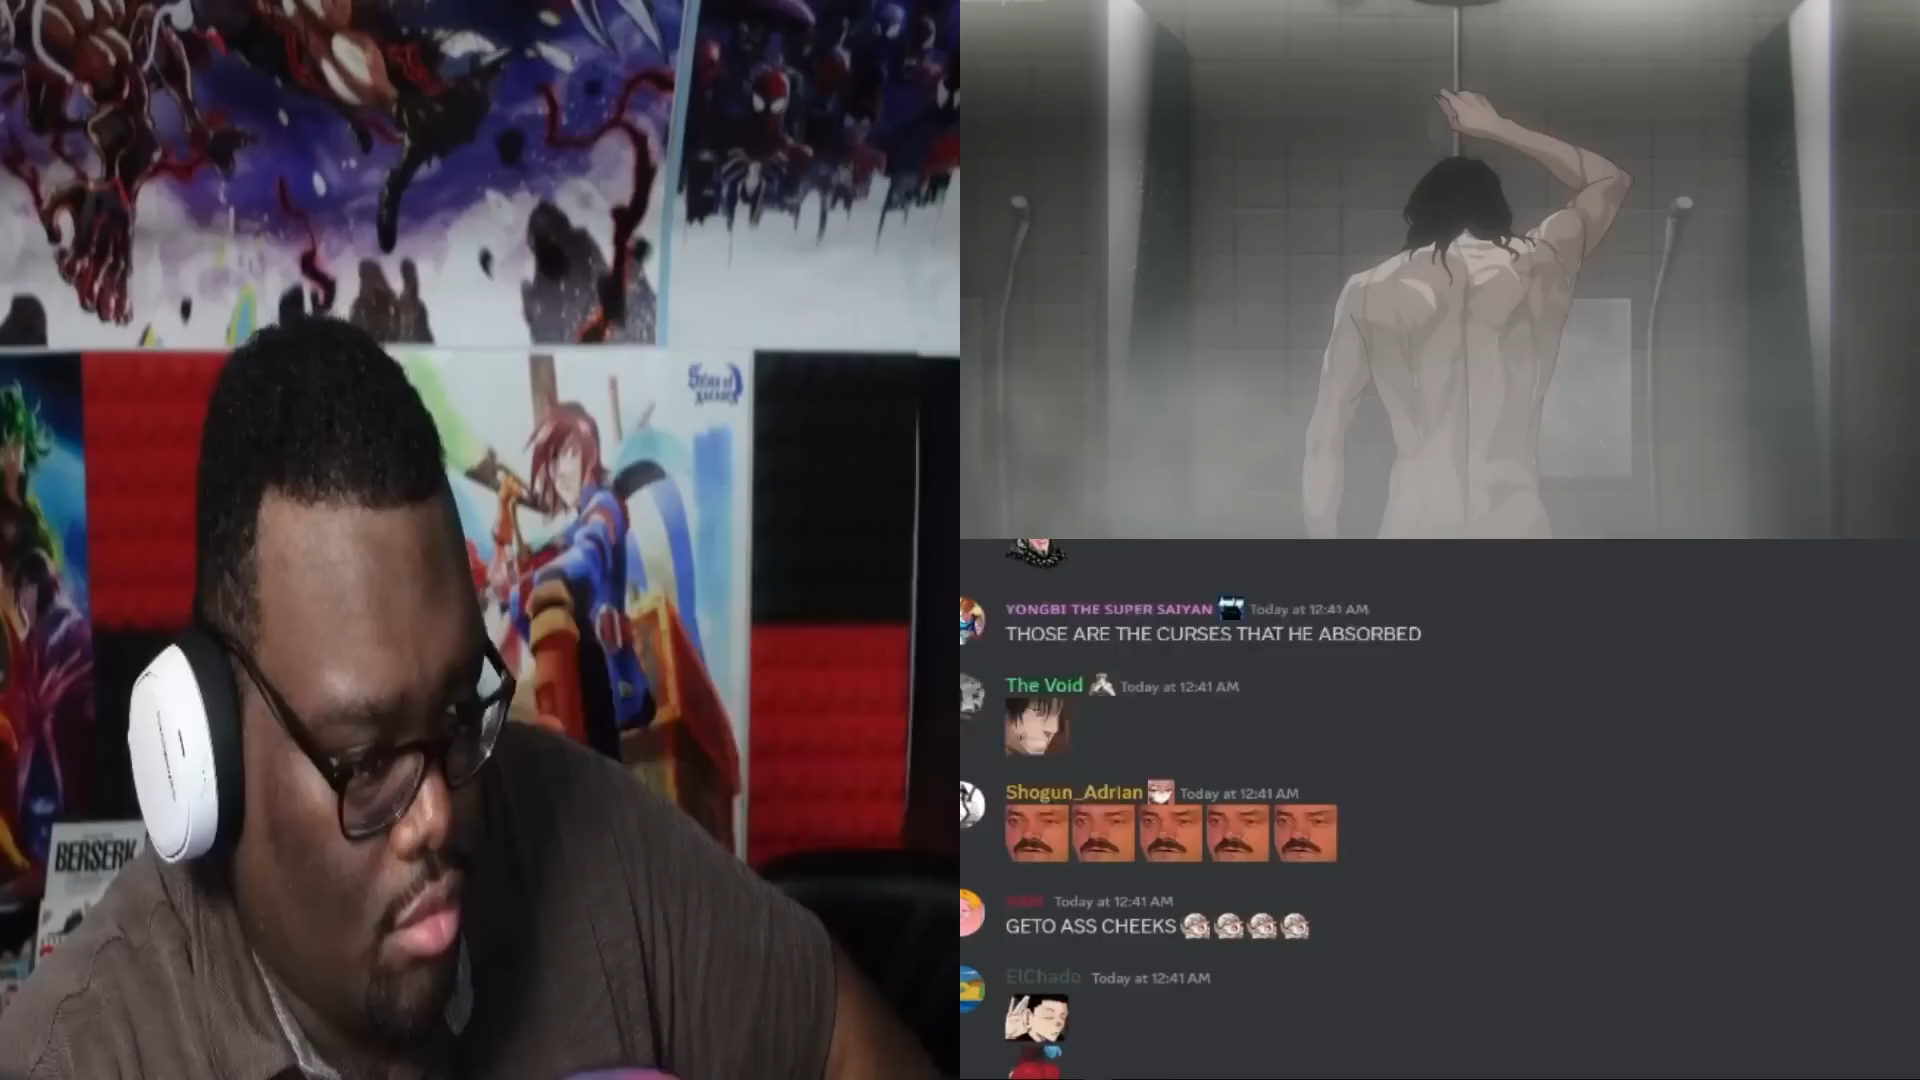 BERSERK
YONGBI THE SUPER SAIYAN Today at 12:41 AM
THOSE ARE THE CURSES THAT HE ABSORBED
The Void Today at 12:41 AM
Shogun_Adrian Today at 12:41 AM
Today at 12:41 AM
GETO ASS CHEEKS
ElChado Today at 12:41 AM